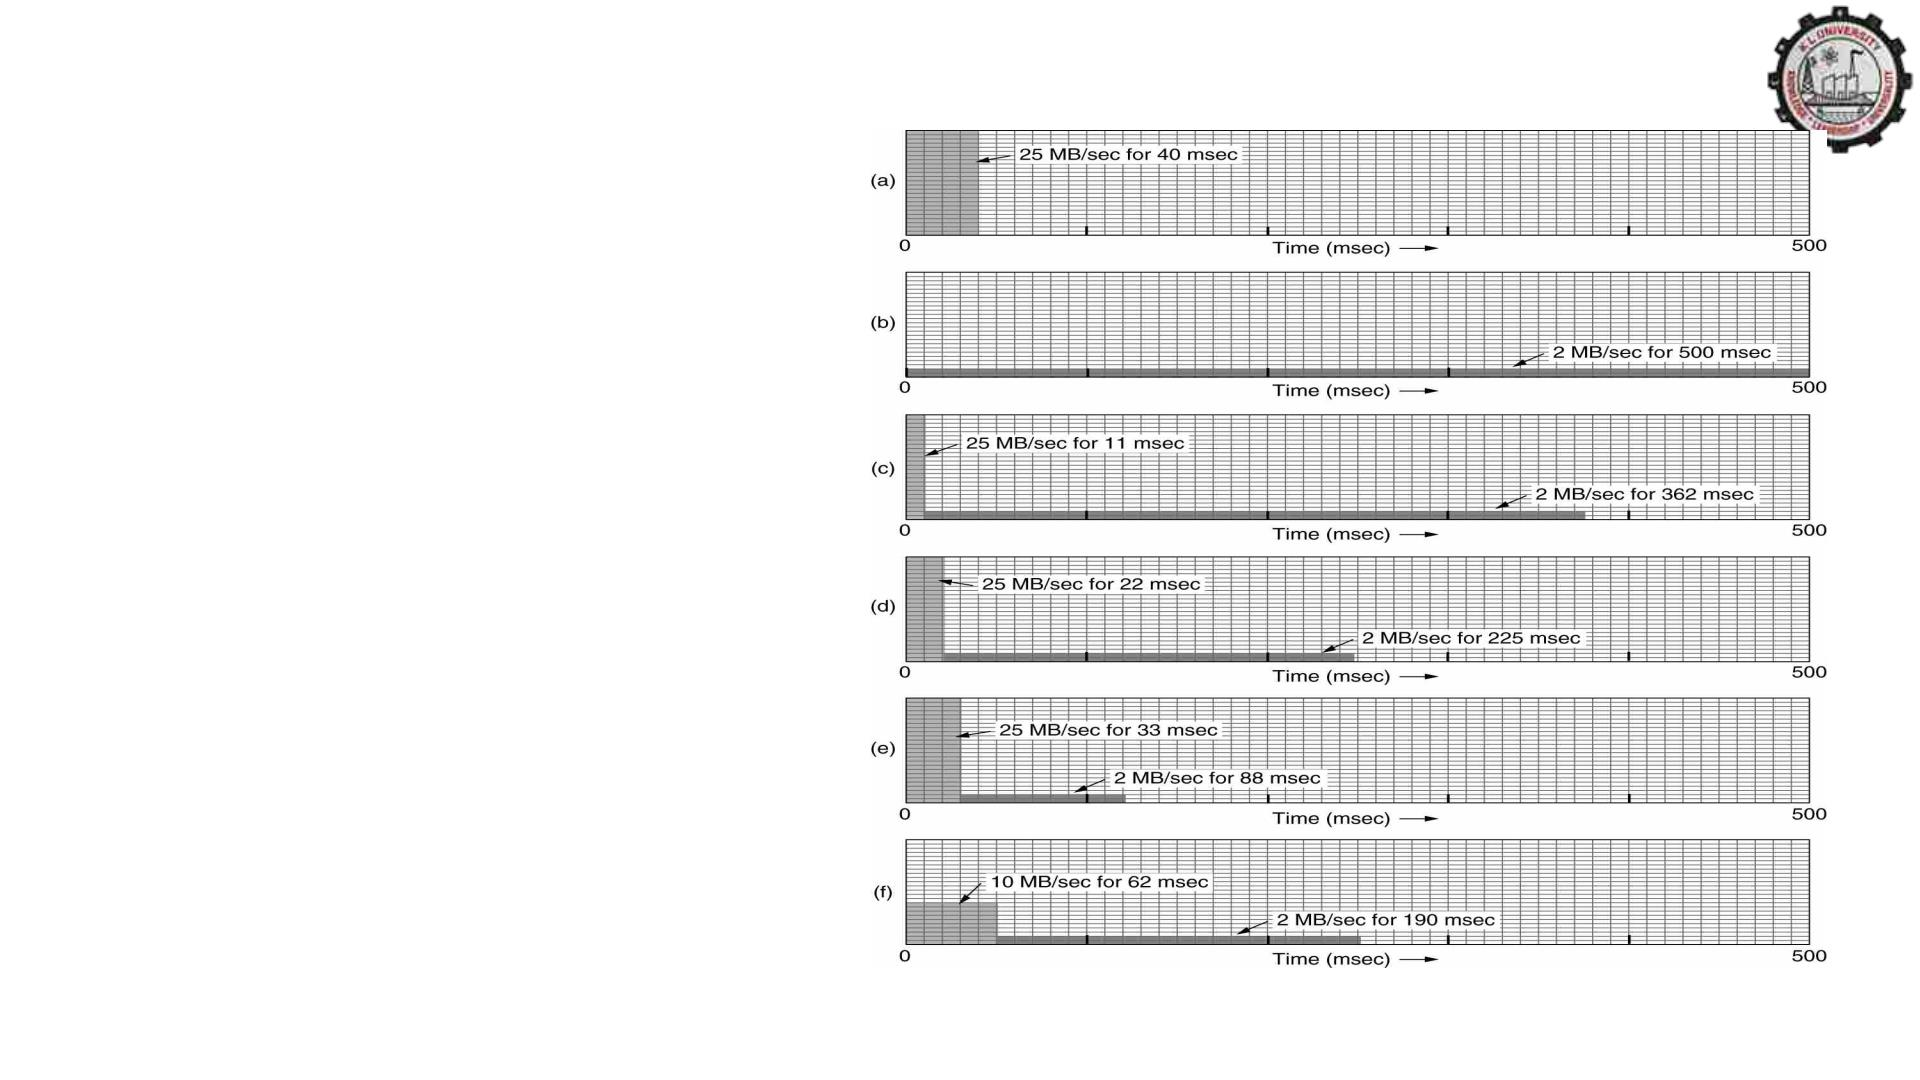 K L UNIVERSITY
(a)
25 MB/sec for 40 msec
0
Time (msec)
500
(b)
2 MB/sec for 500 msec
0
Time (msec)
500
(c)
25 MB/sec for 11 msec
2 MB/sec for 362 msec
0
Time (msec)
500
(d)
25 MB/sec for 22 msec
2 MB/sec for 225 msec
0
Time (msec)
500
(e)
25 MB/sec for 33 msec
2 MB/sec for 88 msec
0
Time (msec)
500
(f)
10 MB/sec for 62 msec
2 MB/sec for 190 msec
0
Time (msec)
500